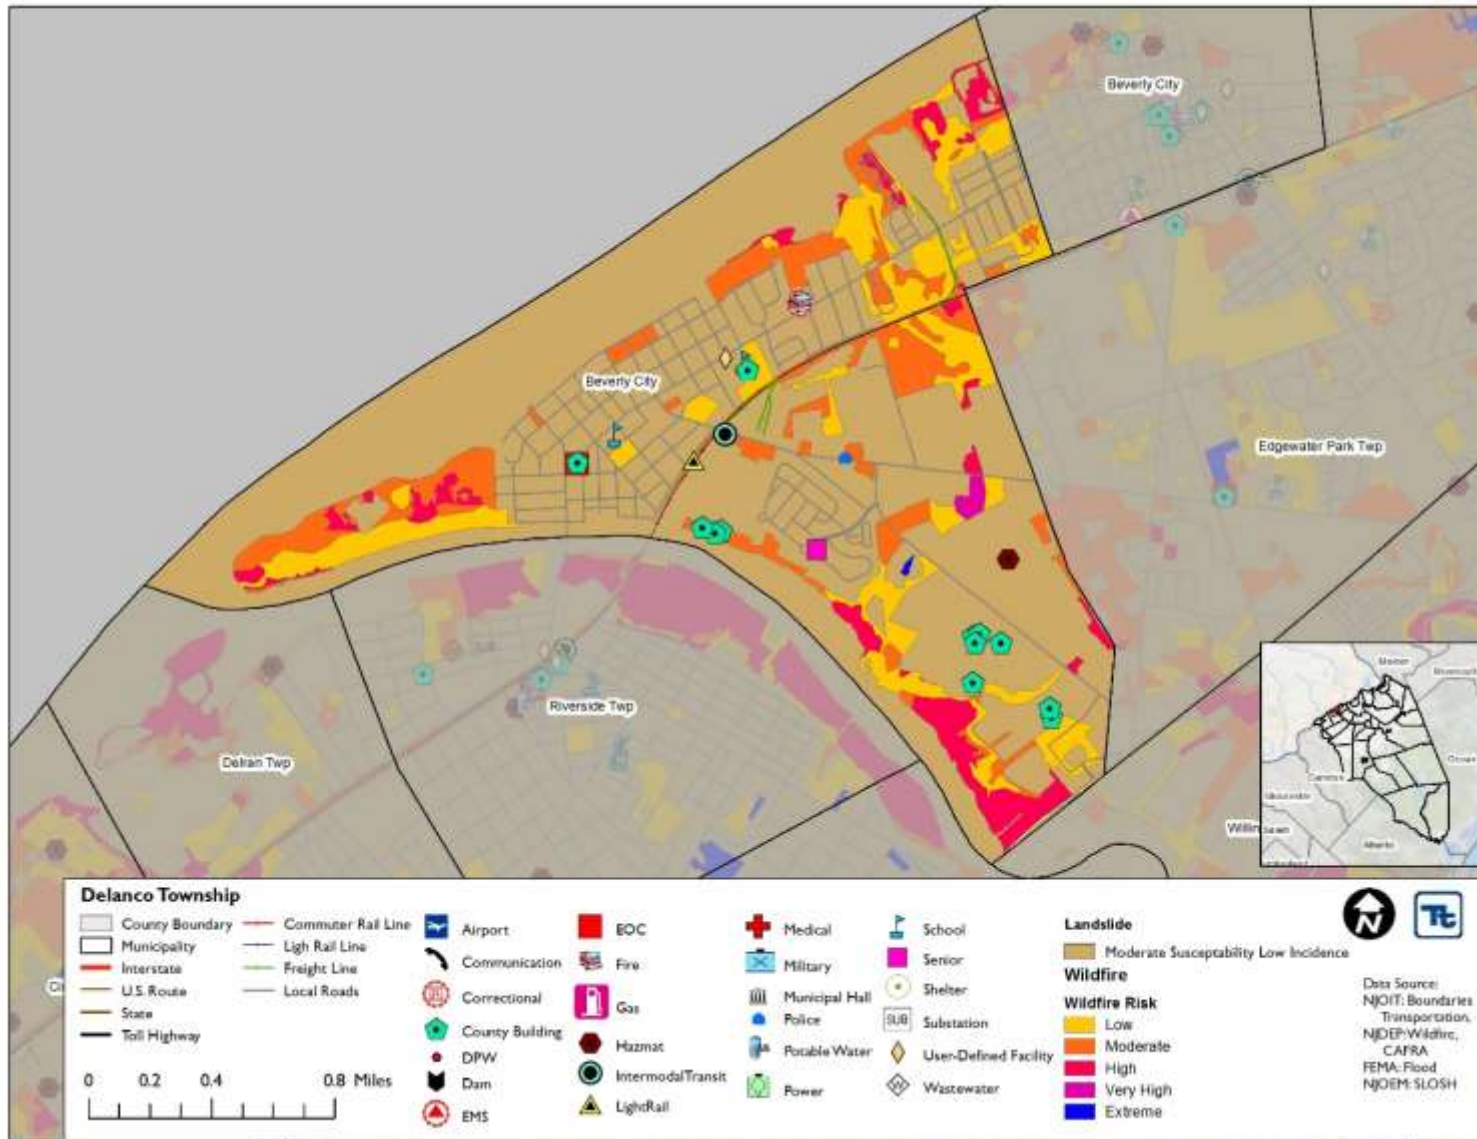 Beverly City
Beverly City
Edgewater Park Twp
Riverside Twp
Delran Twp
Delanco Township
County Boundary
Municipality
Interstate
U.S. Route
State
Toll Highway
Commuter Rail Line
Ligh Rail Line
Freight Line
Local Roads
0 0.2 0.4 0.8 Miles
Airport
Communication
Correctional
County Building
DPW
Dam
EMS
EOC
Fire
Gas
Hazmat
IntermodalTransit
LightRail
Medical
Military
Municipal Hall
Police
Potable Water
Power
School
Senior
Shelter
SUB Substation
User-Defined Facility
W Wastewater
Landslide
Moderate Susceptability Low Incidence
Wildfire
Wildfire Risk
Low
Moderate
High
Very High
Extreme
N
Tt
Data Source:
NJOIT: Boundaries
Transportation,
NJDEP: Wildfire,
CAFRA
FEMA: Flood
NJOEM: SLOSH